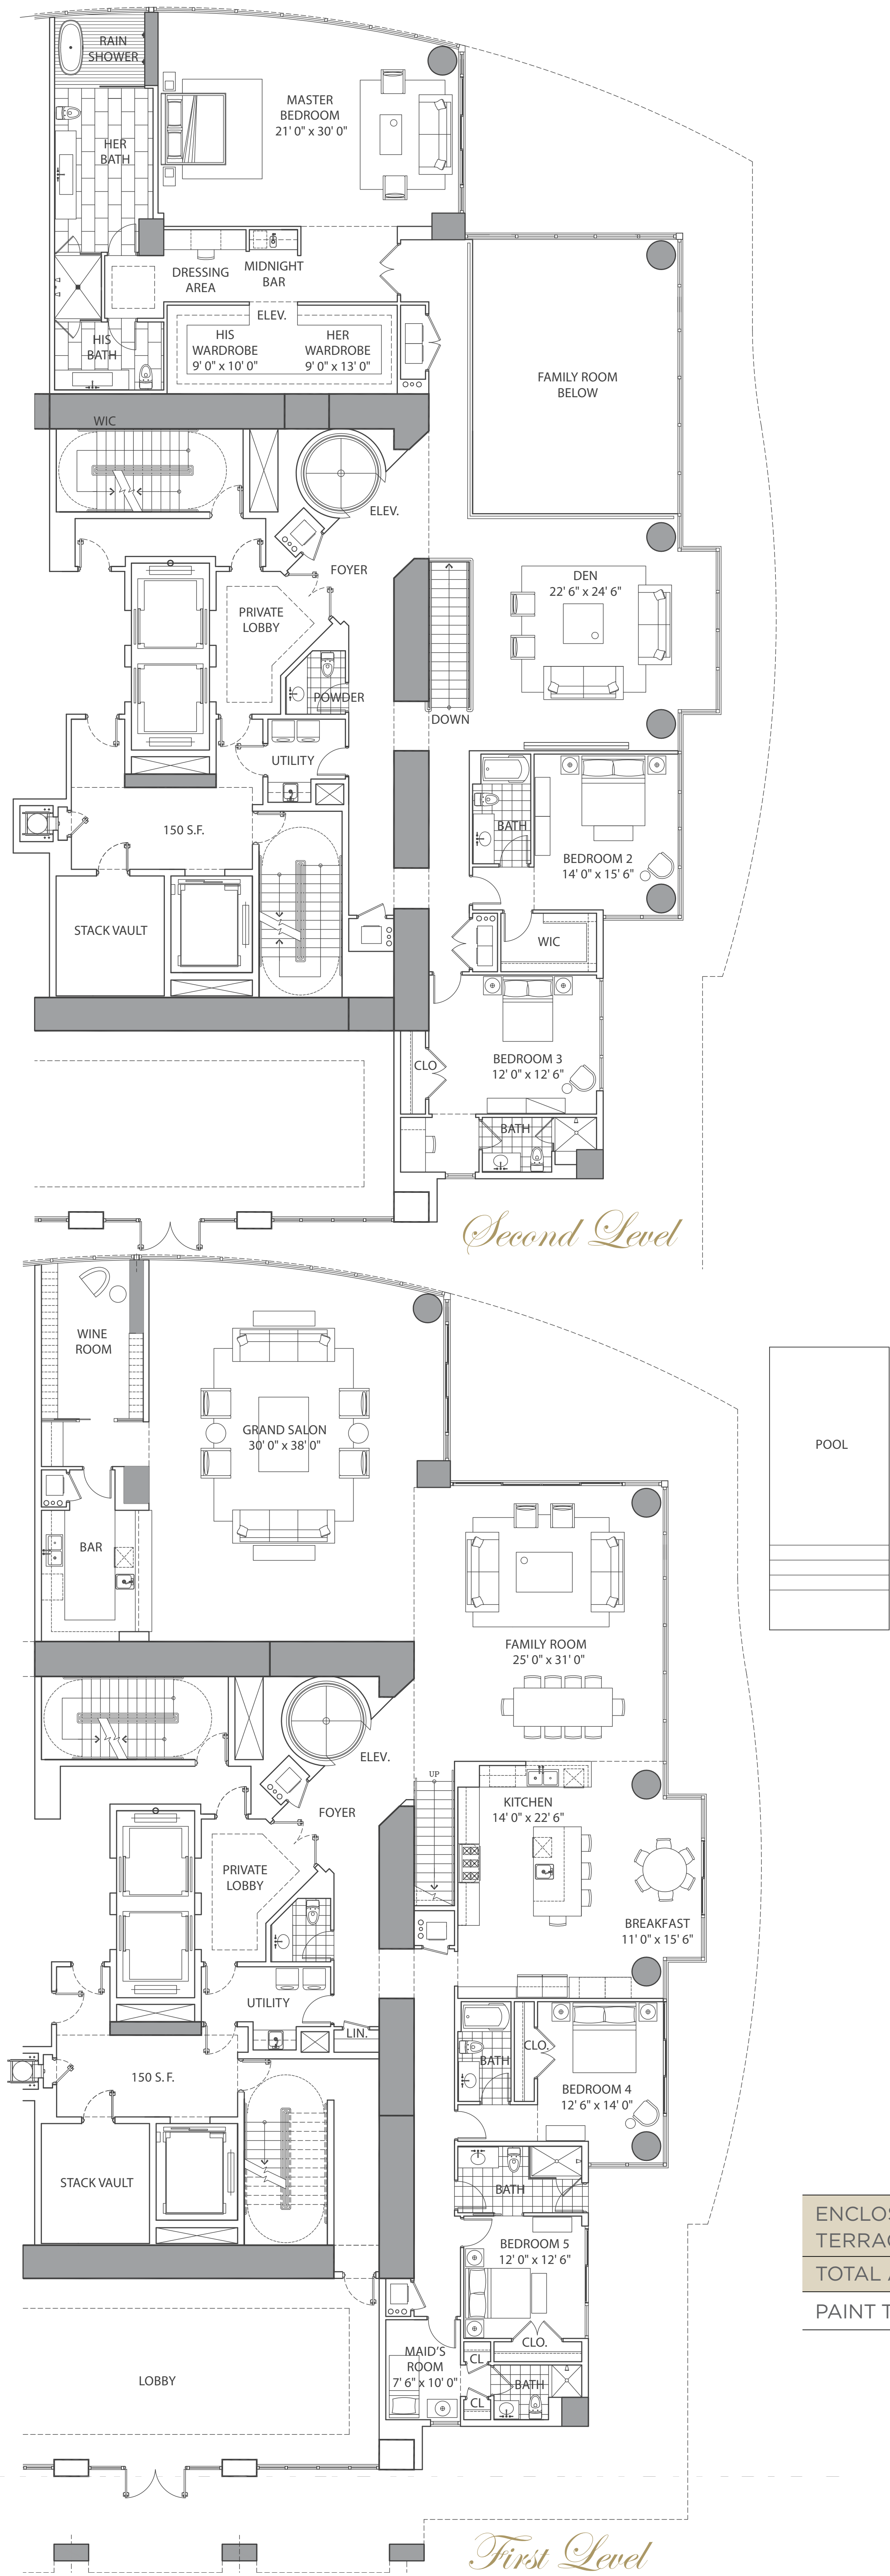 RAIN
SHOWER
MASTER
BEDROOM
21' 0" x 30' 0"
HER
BATH
DRESSING
AREA
MIDNIGHT
BAR
ELEV.
HIS
WARDROBE
9' 0" x 10' 0"
HER
WARDROBE
9' 0" x 13' 0"
HIS
BATH
FAMILY ROOM
BELOW
WIC
ELEV.
FOYER
DEN
22' 6" x 24' 6"
PRIVATE
LOBBY
POWDER
DOWN
UTILITY
BATH
150 S.F.
BEDROOM 2
14' 0" x 15' 6"
STACK VAULT
WIC
BEDROOM 3
12' 0" x 12' 6"
CLO
BATH
Second Level
WINE
ROOM
GRAND SALON
30' 0" x 38' 0"
POOL
BAR
FAMILY ROOM
25' 0" x 31' 0"
ELEV.
UP
KITCHEN
14' 0" x 22' 6"
FOYER
PRIVATE
LOBBY
BREAKFAST
11' 0" x 15' 6"
UTILITY
LIN.
CLO.
BATH
150 S. F.
BEDROOM 4
12' 6" x 14' 0"
STACK VAULT
BATH
BEDROOM 5
12' 0" x 12' 6"
CLO.
MAID'S
ROOM
7' 6" x 10' 0"
CL
BATH
CL
LOBBY
ENCLOS
TERRAC
TOTAL A
PAINT T
First Level